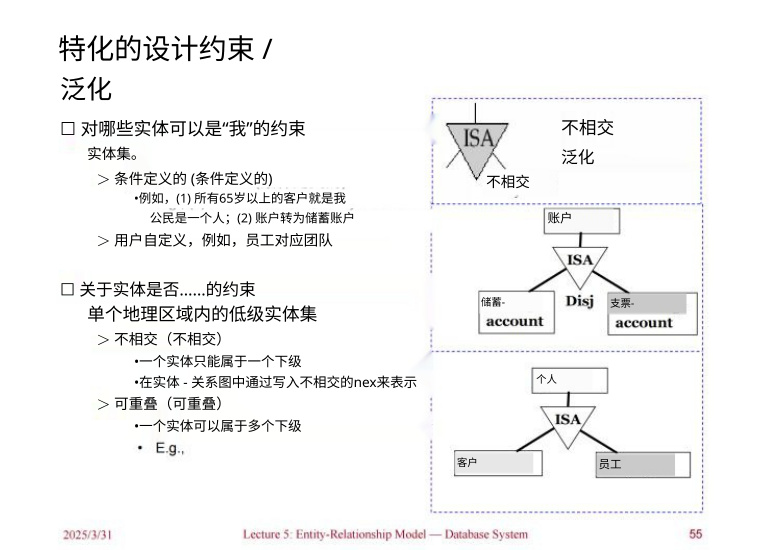 特化的设计约束 /
泛化
□ 对哪些实体可以是“我”的约束
实体集。
＞ 条件定义的 (条件定义的)
•例如，(1) 所有65岁以上的客户就是我
公民是一个人；(2) 账户转为储蓄账户
＞ 用户自定义，例如，员工对应团队
□ 关于实体是否......的约束
单个地理区域内的低级实体集
＞ 不相交（不相交）
•一个实体只能属于一个下级
•在实体 - 关系图中通过写入不相交的nex来表示
＞ 可重叠（可重叠）
•一个实体可以属于多个下级
• E.g.,
ISA
不相交
不相交
泛化
账户
ISA
储蓄-
account
Disj
支票-
account
个人
ISA
客户
员工
2025/3/31
Lecture 5: Entity-Relationship Model — Database System
55